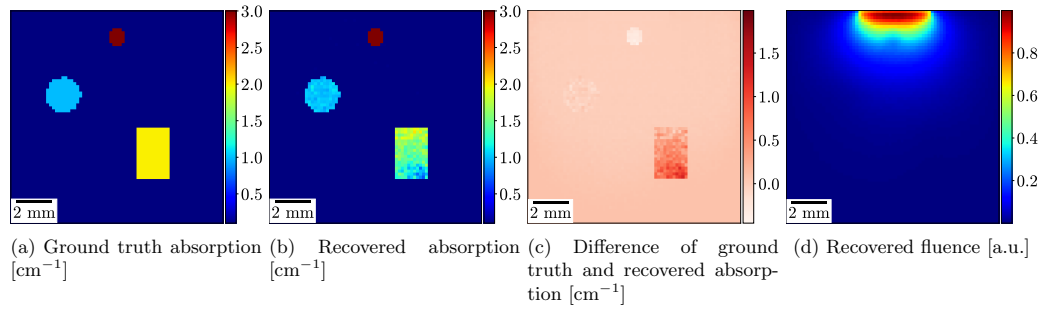 3.0
2.5
2.0
1.5
1.0
0.5
2 mm
3.0
2.5
2.0
1.5
1.0
0.5
2 mm
1.5
1.0
0.5
0.0
2 mm
0.8
0.6
0.4
0.2
2 mm
(a) Ground truth absorption
[cm⁻¹]
(b) Recovered absorption
[cm⁻¹]
(c) Difference of ground
truth and recovered absorp-
tion [cm⁻¹]
(d) Recovered fluence [a.u.]